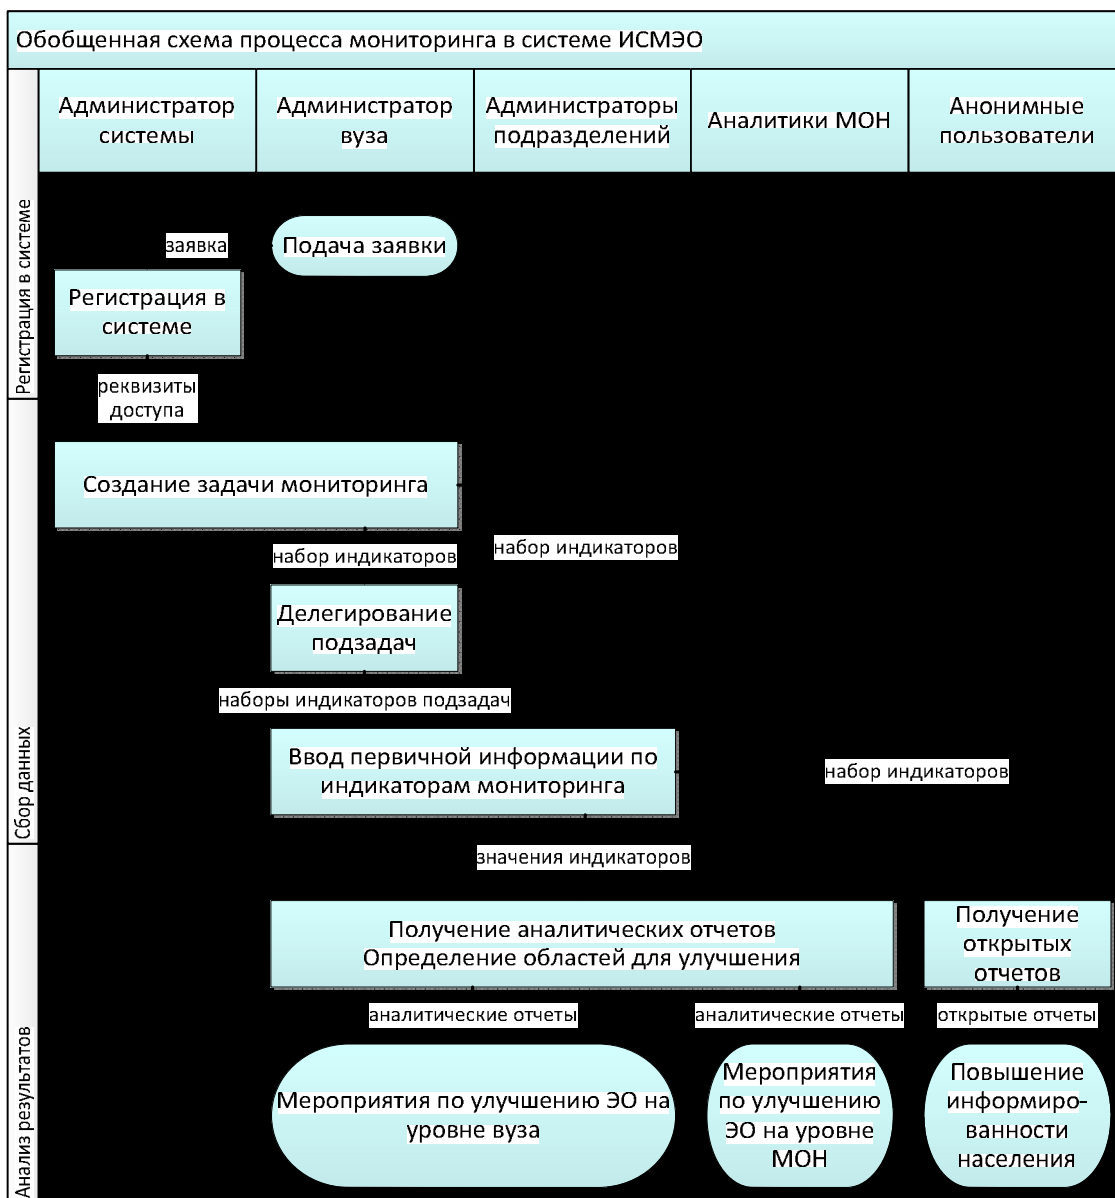 Обобщенная схема процесса мониторинга в системе ИСМЭО
Администратор
системы
Администратор
вуза
Администраторы
подразделений
Аналитики МОН
Анонимные
пользователи
Регистрация в системе
заявка
Подача заявки
Регистрация в
системе
реквизиты
доступа
Сбор данных
Создание задачи мониторинга
набор индикаторов
набор индикаторов
Делегирование
подзадач
наборы индикаторов подзадач
Ввод первичной информации по
индикаторам мониторинга
набор индикаторов
значения индикаторов
Анализ результатов
Получение аналитических отчетов
Определение областей для улучшения
Получение
открытых
отчетов
аналитические отчеты
аналитические отчеты
открытые отчеты
Мероприятия по улучшению ЭО на
уровне вуза
Мероприятия
по улучшению
ЭО на уровне
МОН
Повышение
информиро-
ванности
населения